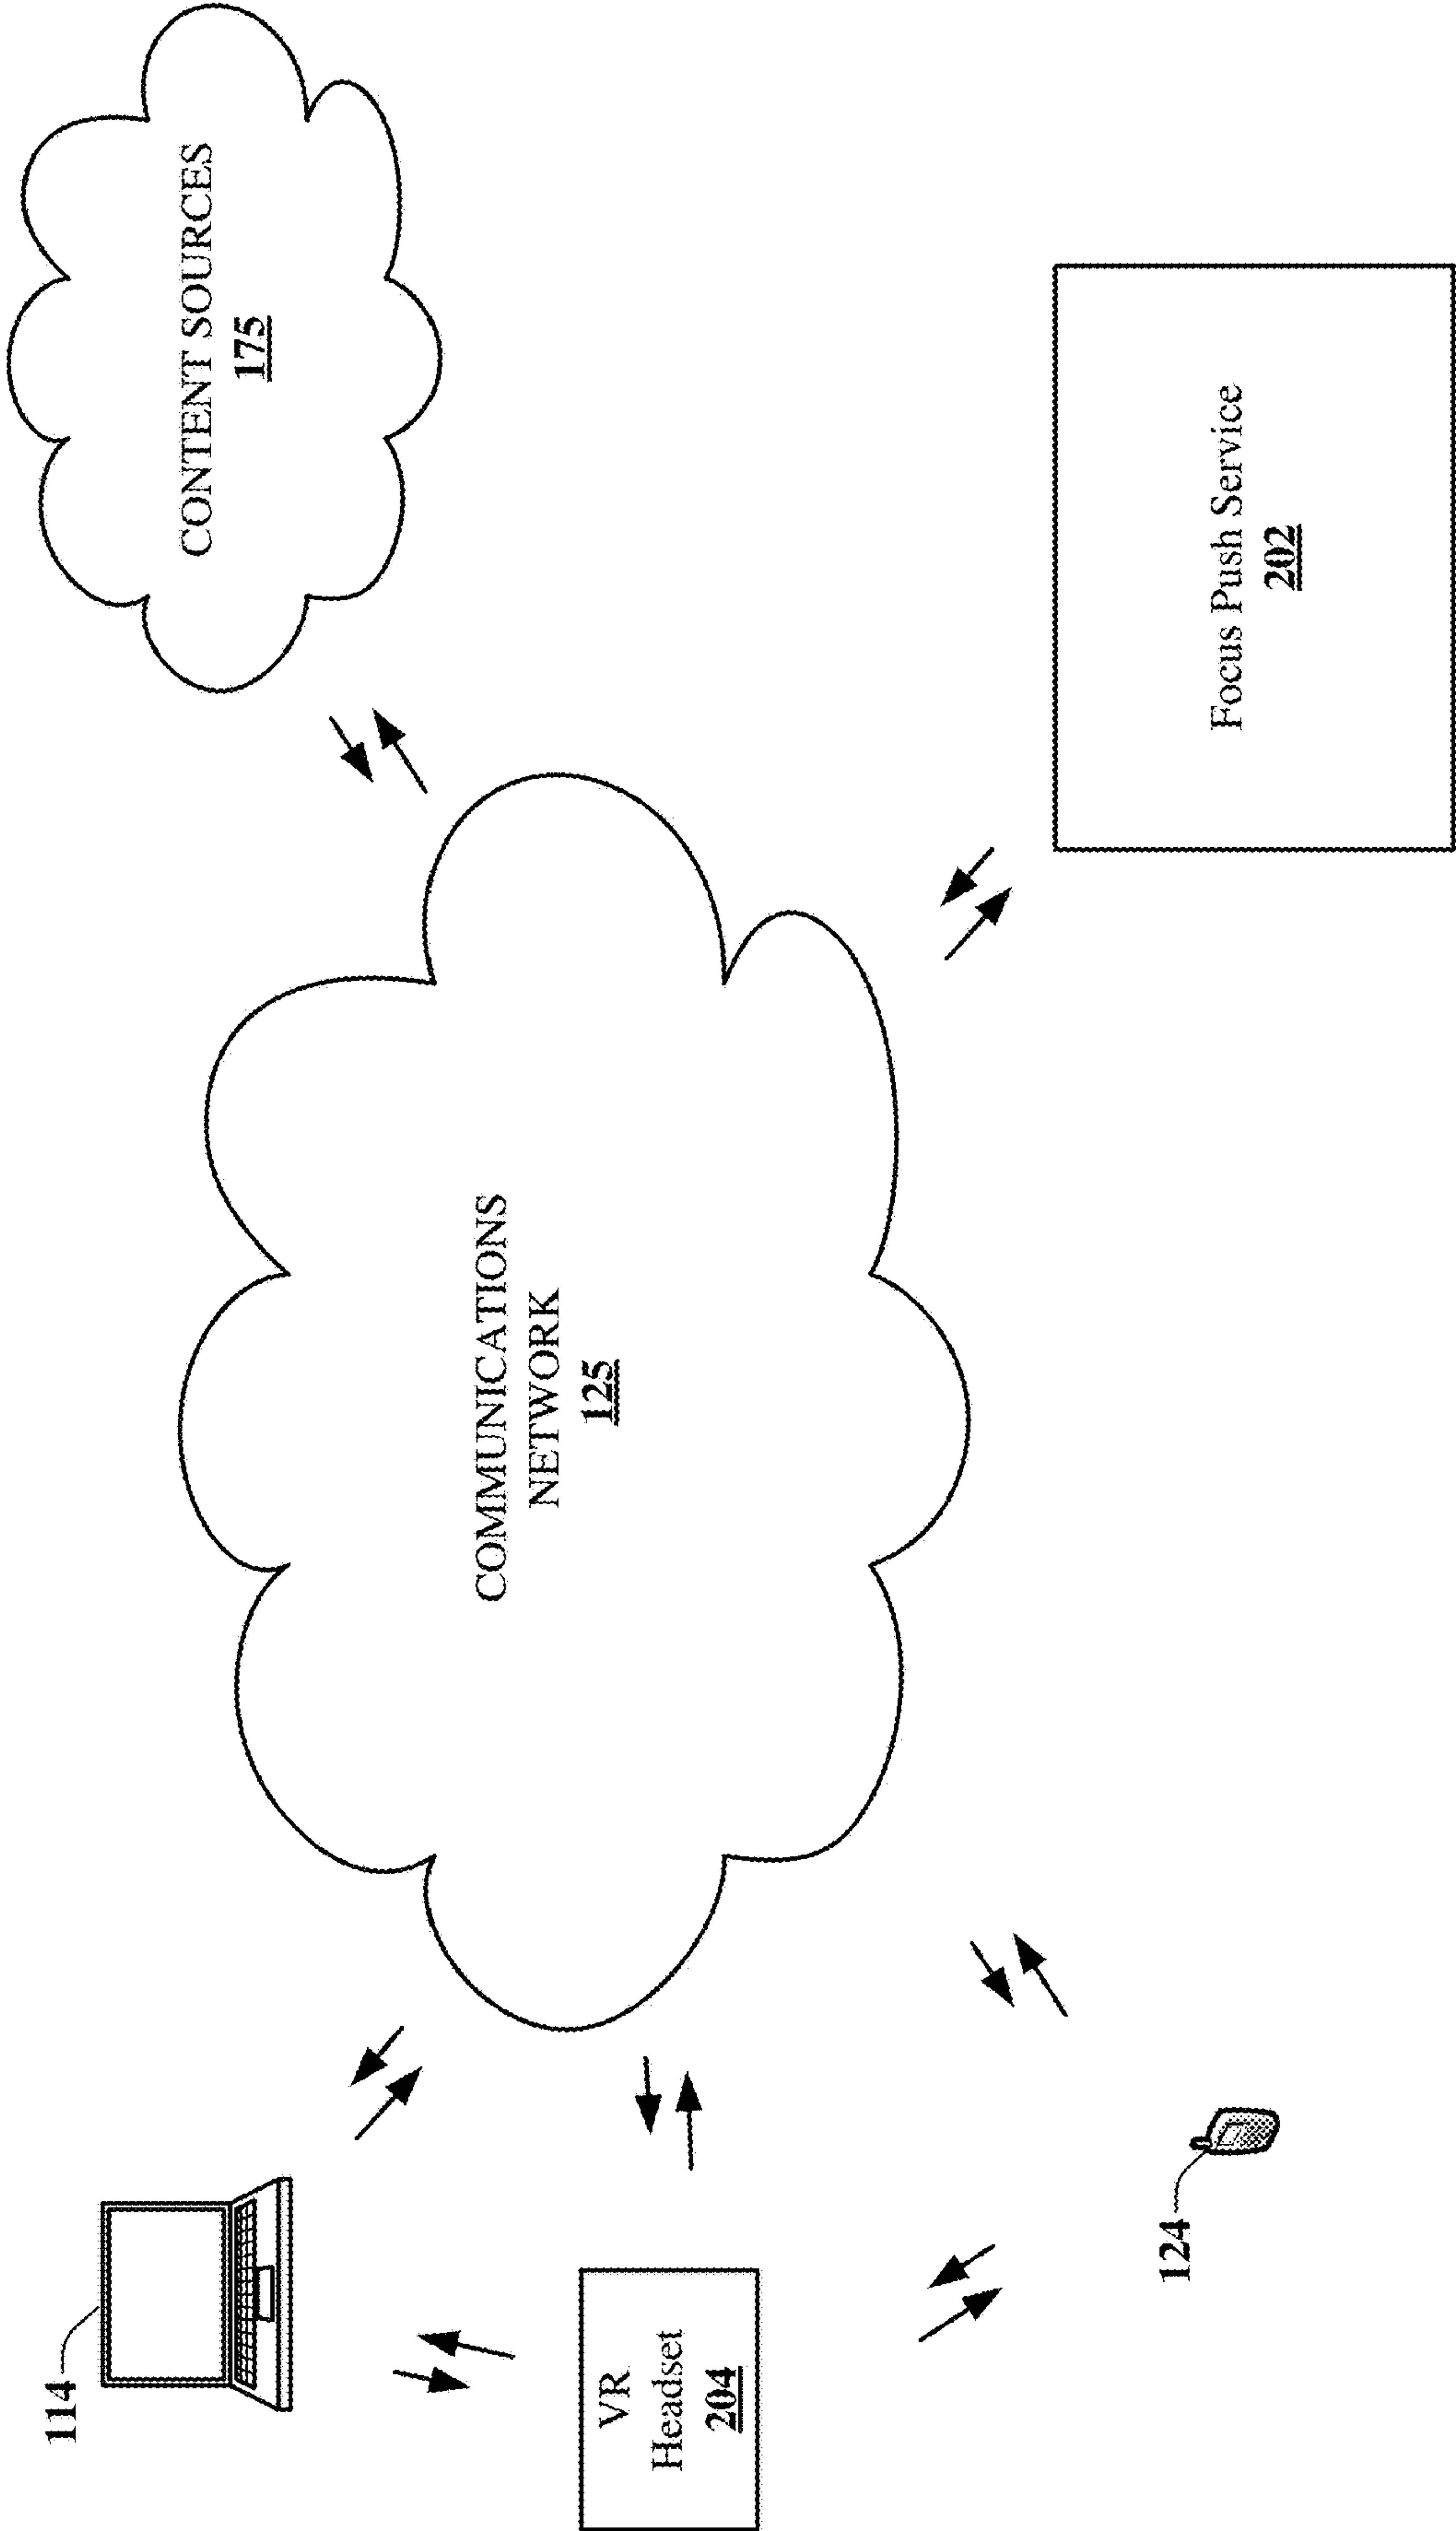 114
VR
Headset
204
124
COMMUNICATIONS
NETWORK
125
CONTENT SOURCES
175
Focus Push Service
202